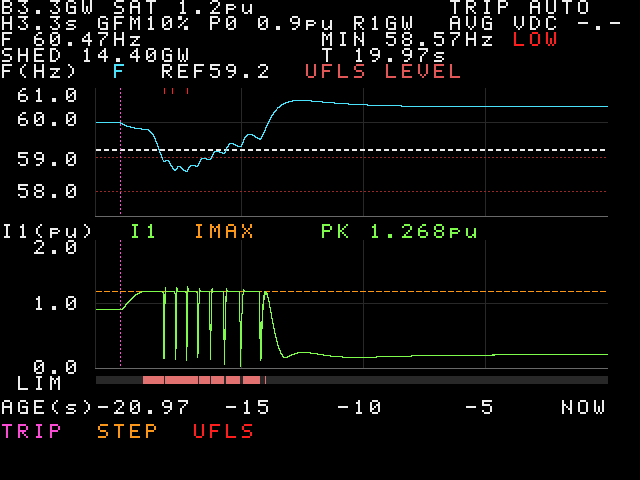 B3.3GW SAT 1.2pu TRIP AUTO
H3.3s GFM10% P0 0.9pu R1GW AVG VDC -.-
F 60.47Hz MIN 58.57Hz LOW
SHED 14.40GW T 19.97s
F(Hz) F REF59.2 UFLS LEVEL
61.0
60.0
59.0
58.0
I1(pu) I1 IMAX PK 1.268pu
2.0
1.0
0.0
LIM
AGE(s) -20.97 -15 -10 -5 NOW
TRIP STEP UFLS